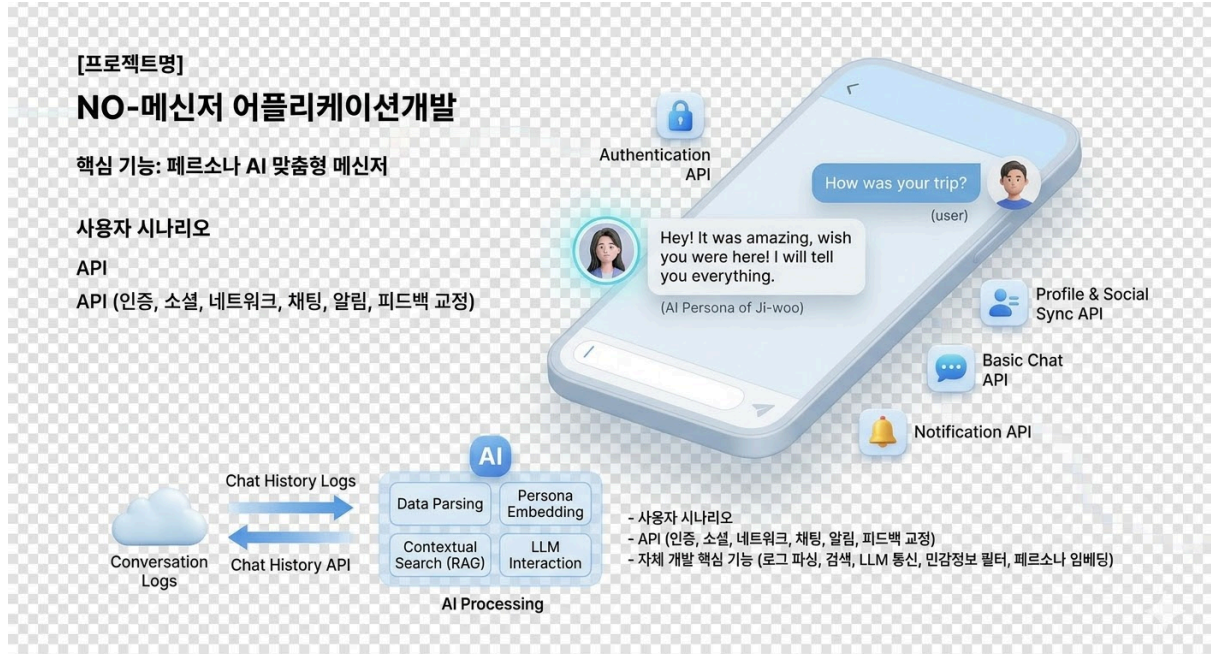 [프로젝트명]
NO-메신저 어플리케이션개발
핵심 기능: 페르소나 AI 맞춤형 메신저
사용자 시나리오
API
API (인증, 소셜, 네트워크, 채팅, 알림, 피드백 교정)
Authentication
API
How was your trip?
(user)
Hey! It was amazing, wish
you were here! I will tell
you everything.
(AI Persona of Ji-woo)
Profile & Social
Sync API
Basic Chat
API
Notification API
AI
Chat History Logs
Chat History API
Conversation
Logs
Data Parsing
Persona
Embedding
Contextual
Search (RAG)
LLM
Interaction
AI Processing
- 사용자 시나리오
- API (인증, 소셜, 네트워크, 채팅, 알림, 피드백 교정)
- 자체 개발 핵심 기능 (로그 파싱, 검색, LLM 통신, 민감정보 필터, 페르소나 임베딩)